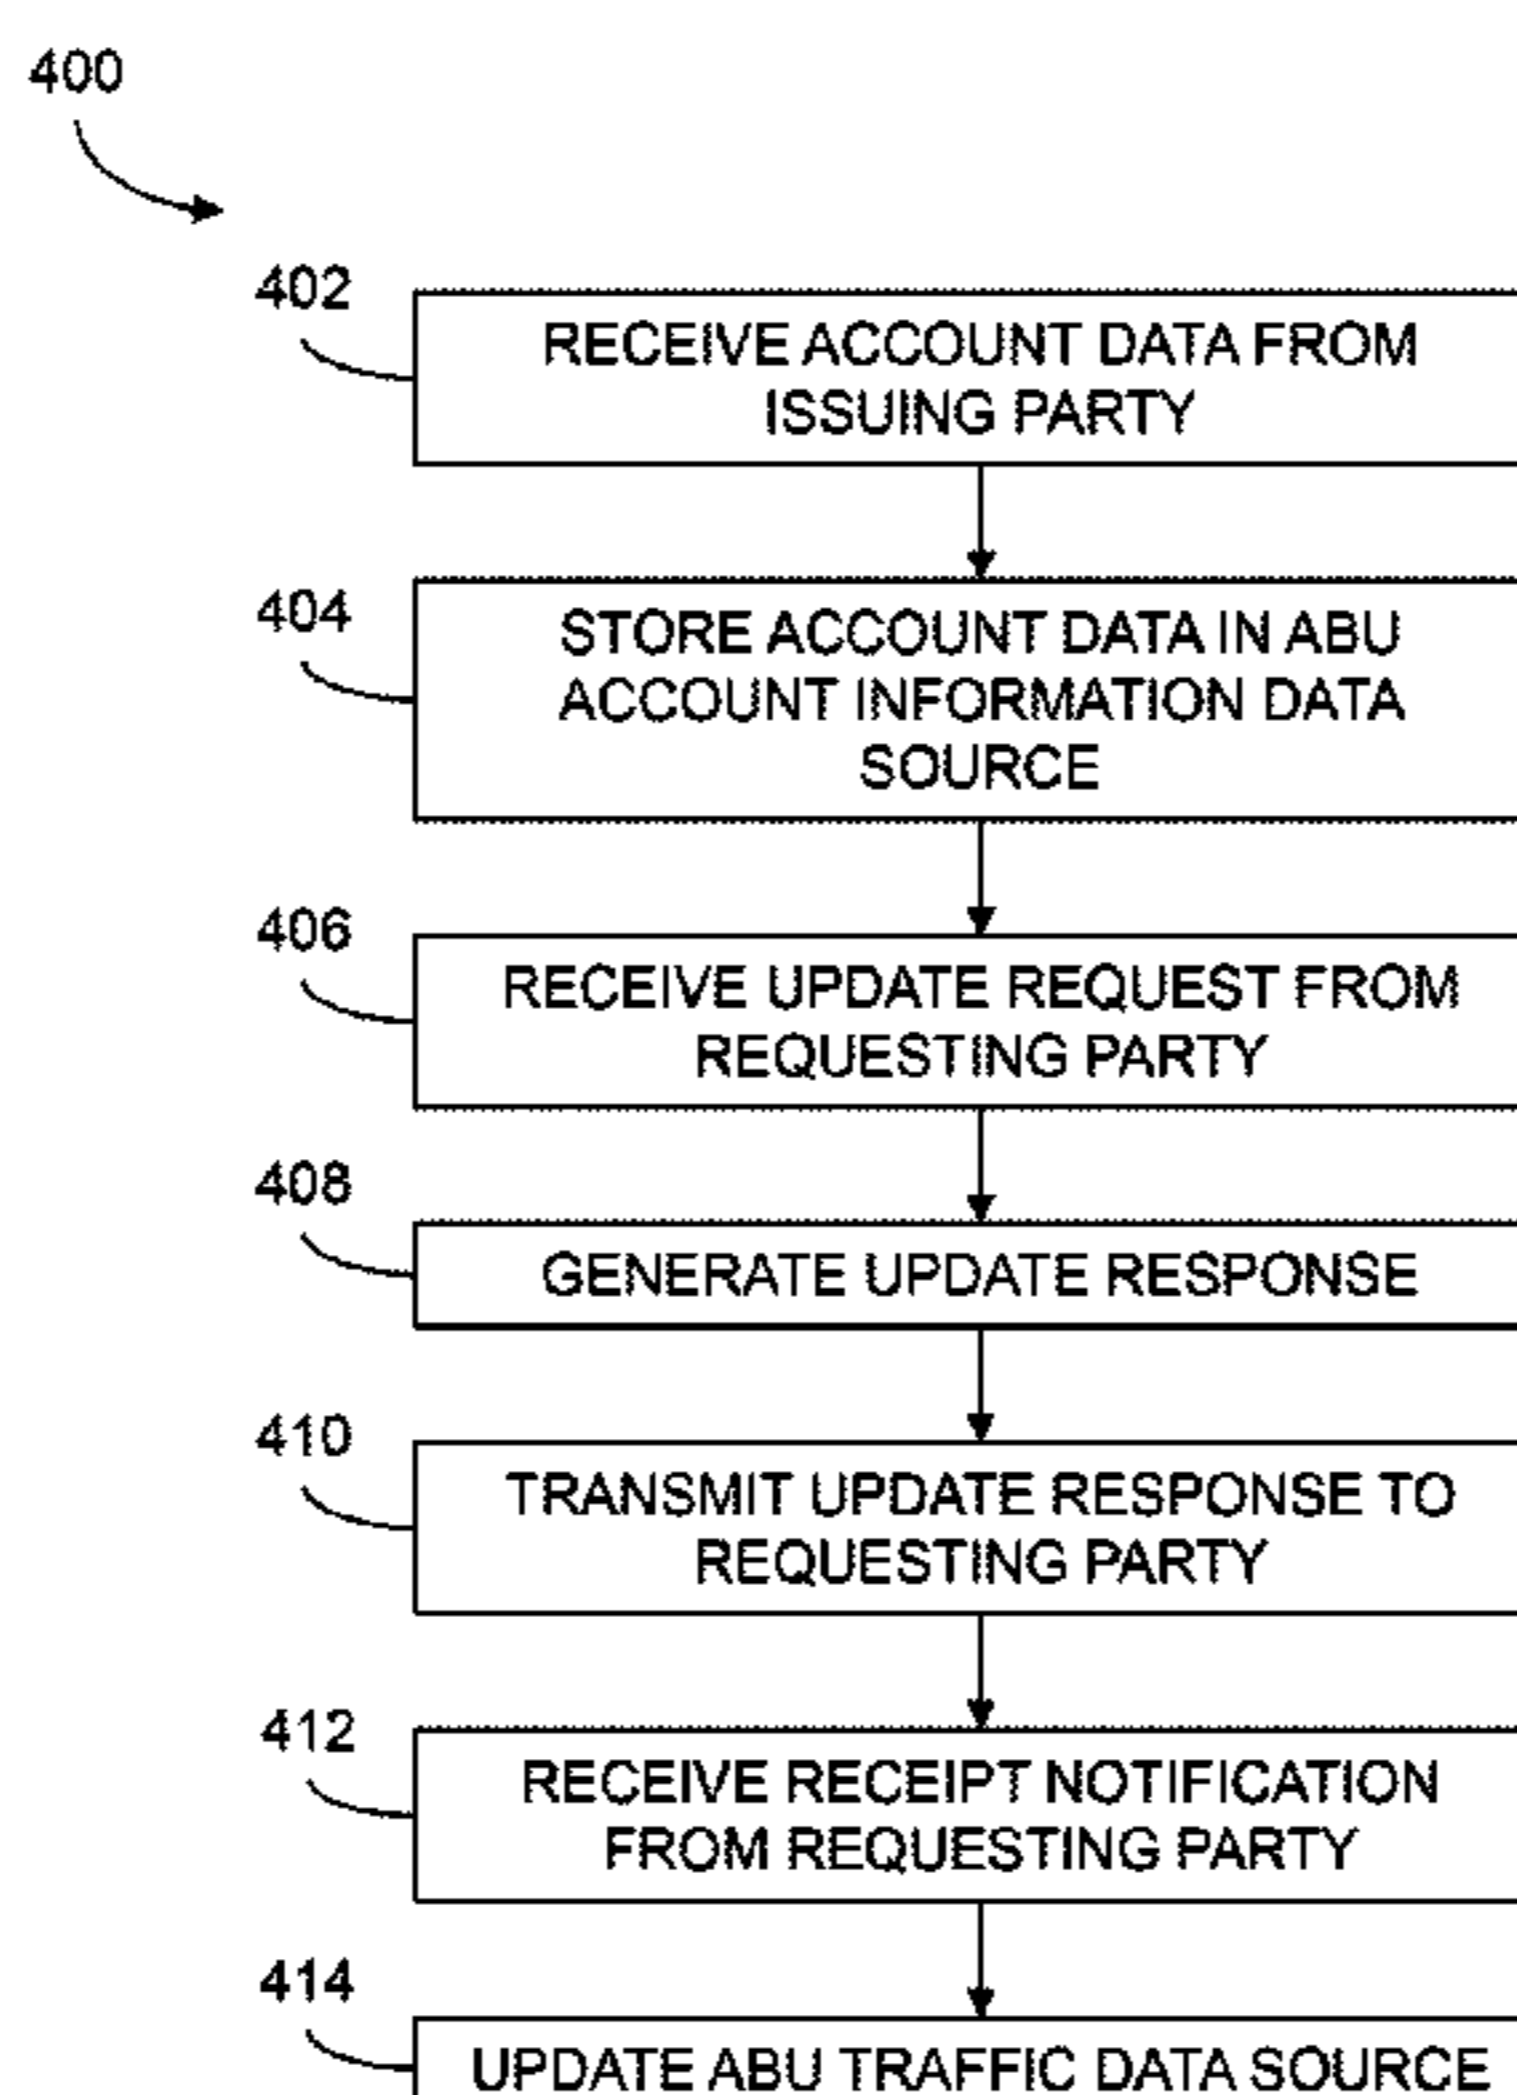 400
402
RECEIVE ACCOUNT DATA FROM
ISSUING PARTY
404
STORE ACCOUNT DATA IN ABU
ACCOUNT INFORMATION DATA
SOURCE
406
RECEIVE UPDATE REQUEST FROM
REQUESTING PARTY
408
GENERATE UPDATE RESPONSE
410
TRANSMIT UPDATE RESPONSE TO
REQUESTING PARTY
412
RECEIVE RECEIPT NOTIFICATION
FROM REQUESTING PARTY
414
UPDATE ABU TRAFFIC DATA SOURCE